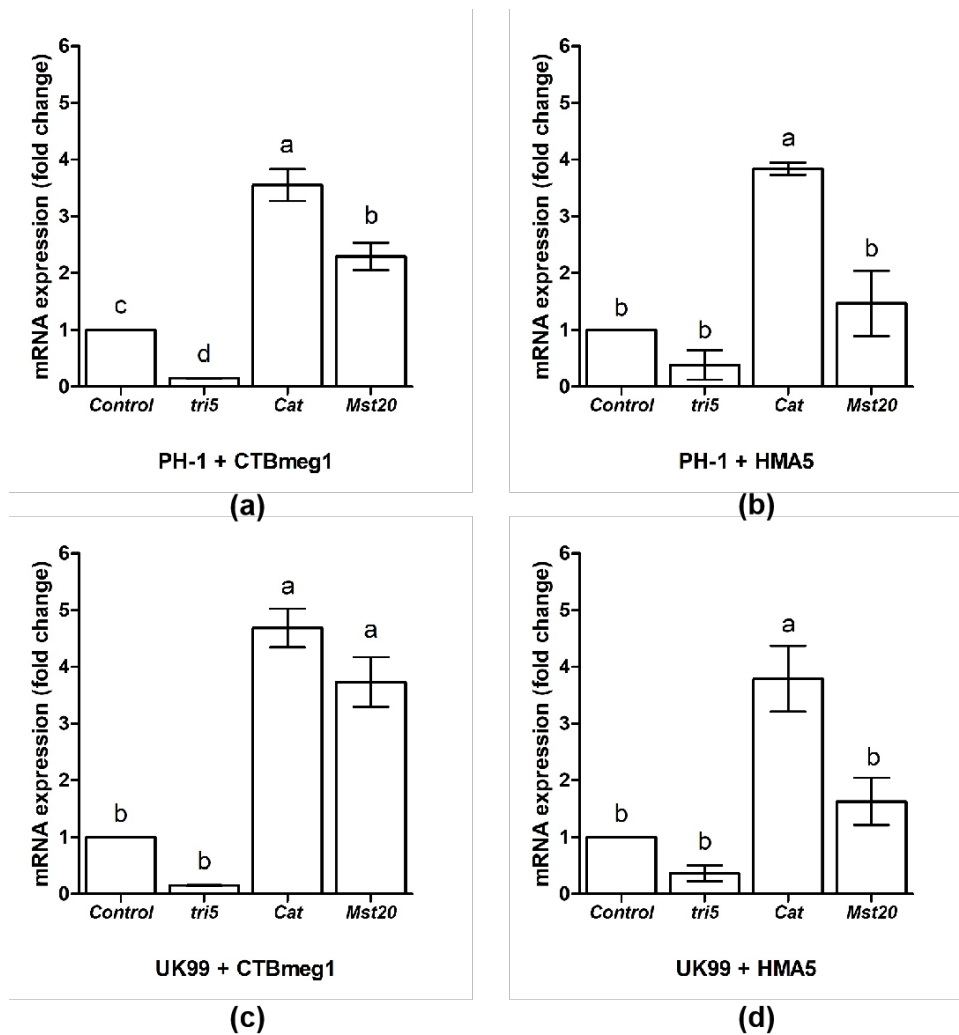 mRNA expression (fold change)
6
5
4
3
2
1
0
c
d
a
b
Control tri5 Cat Mst20
PH-1 + CTBmeg1
(a)
mRNA expression (fold change)
6
5
4
3
2
1
0
b
b
a
b
Control tri5 Cat Mst20
PH-1 + HMA5
(b)
mRNA expression (fold change)
6
5
4
3
2
1
0
b
b
a
a
Control tri5 Cat Mst20
UK99 + CTBmeg1
(c)
mRNA expression (fold change)
6
5
4
3
2
1
0
b
b
a
b
Control tri5 Cat Mst20
UK99 + HMA5
(d)